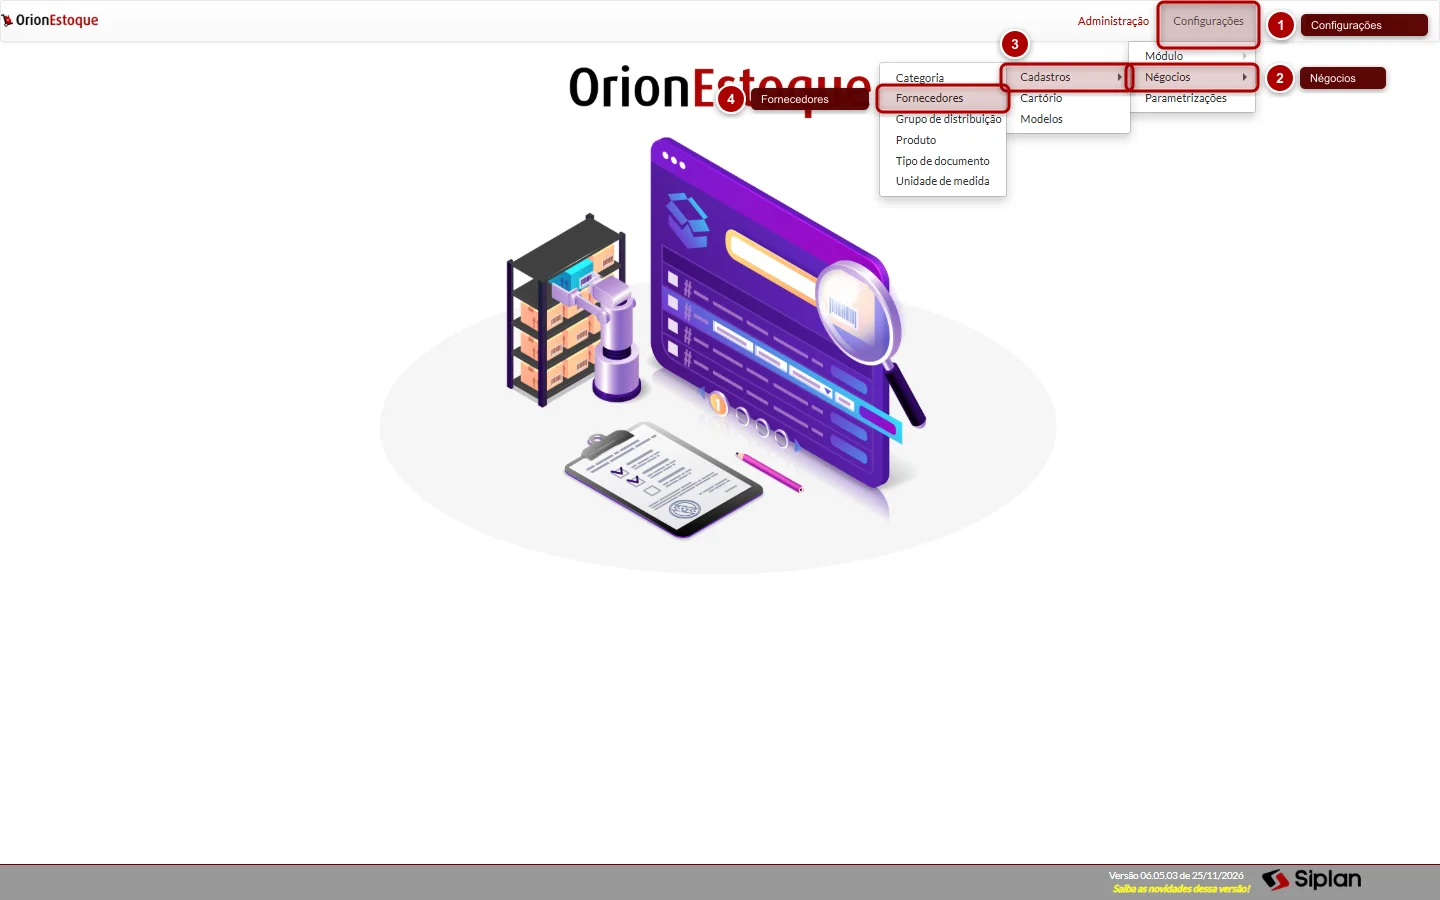 OrionEstoque
Administração
Configurações
1
Configurações
3
Módulo
OrionEstoque
Categoria
Cadastros
Négocios
2
Négocios
4
Fornecedores
Fornecedores
Cartório
Parametrizações
Grupo de distribuição
Modelos
Produto
Tipo de documento
Unidade de medida
1
Versão 06.05.03 de 25/11/2026
Saiba as novidades dessa versão!
Siplan